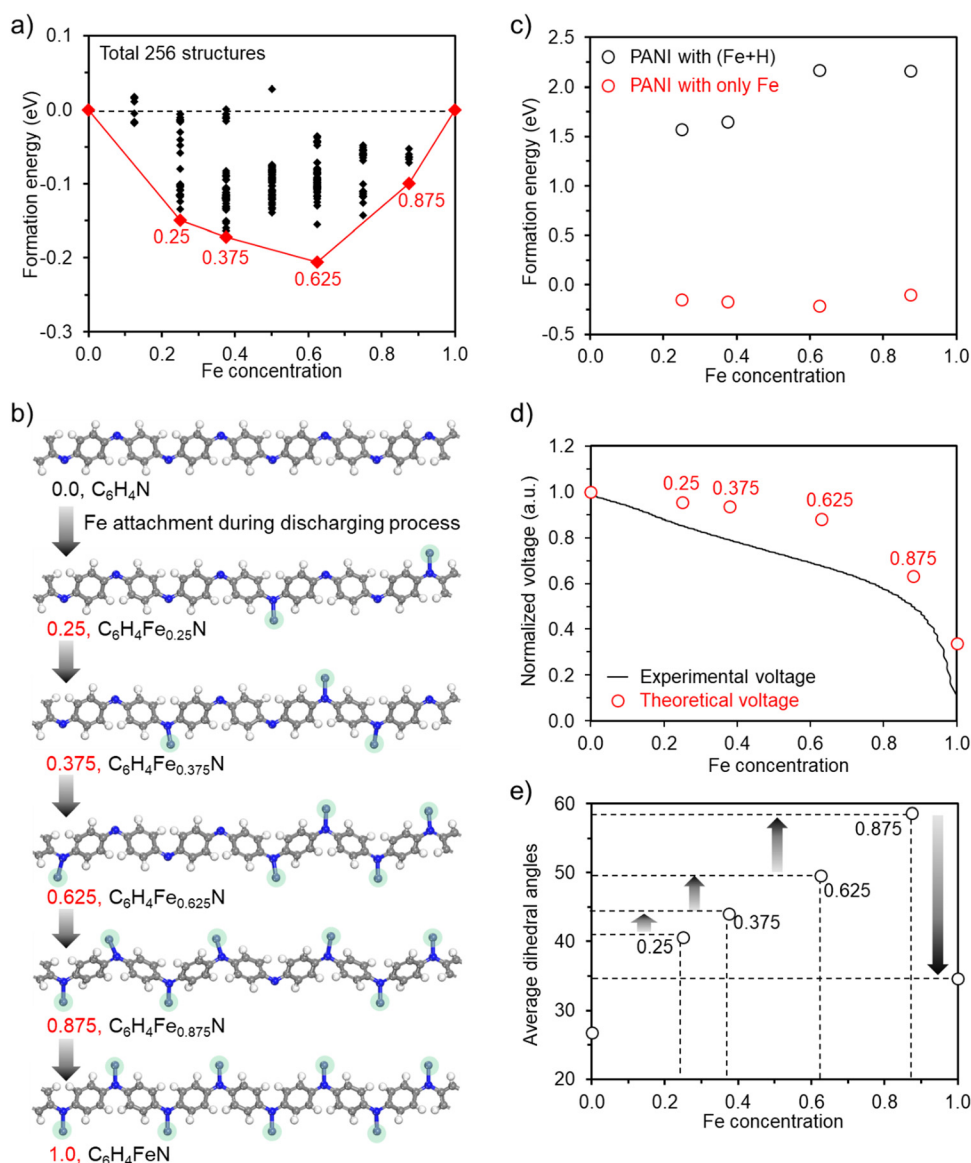 a)
Total 256 structures
Formation energy (eV)
0.1
0.0
-0.1
-0.2
-0.3
0.25
0.375
0.625
0.875
0.0 0.2 0.4 0.6 0.8 1.0
Fe concentration
b)
0.0, C₆H₄N
Fe attachment during discharging process
0.25, C₆H₄Fe₀.₂₅N
0.375, C₆H₄Fe₀.₃₇₅N
0.625, C₆H₄Fe₀.₆₂₅N
0.875, C₆H₄Fe₀.₈₇₅N
1.0, C₆H₄FeN
c)
PANI with (Fe+H)
PANI with only Fe
Formation energy (eV)
2.5
2.0
1.5
1.0
0.5
0.0
-0.5
0.0 0.2 0.4 0.6 0.8 1.0
Fe concentration
d)
Normalized voltage (a.u.)
1.2
1.0
0.8
0.6
0.4
0.2
0.0
0.25
0.375
0.625
0.875
Experimental voltage
Theoretical voltage
0.0 0.2 0.4 0.6 0.8 1.0
Fe concentration
e)
Average dihedral angles
60
50
40
30
20
0.875
0.625
0.375
0.25
0.0 0.2 0.4 0.6 0.8 1.0
Fe concentration